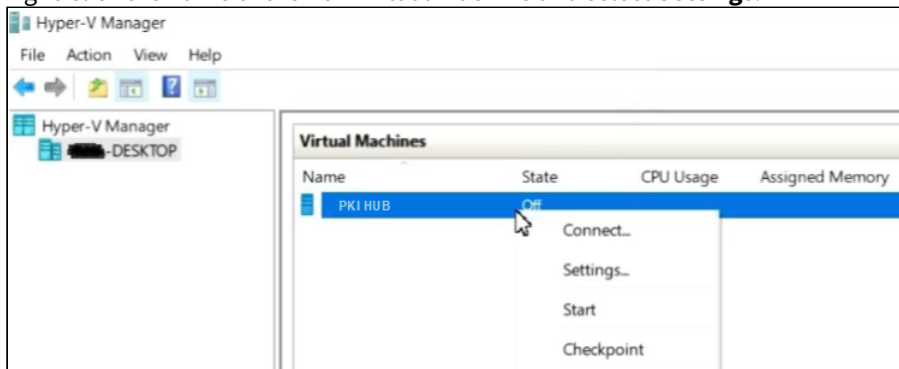 Hyper-V Manager
File Action View Help
Hyper-V Manager
-DESKTOP
Virtual Machines
Name State CPU Usage Assigned Memory
PKI HUB Off
Connect...
Settings...
Start
Checkpoint